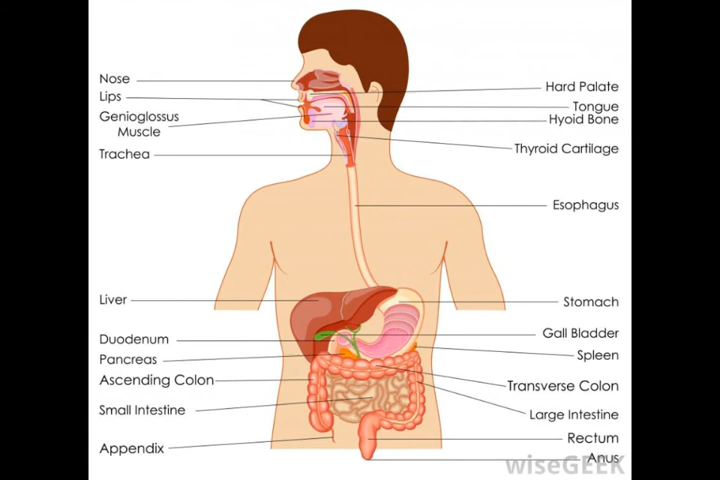 Nose
Lips
Genioglossus
Muscle
Trachea
Liver
Duodenum
Pancreas
Ascending Colon
Small Intestine
Appendix
Hard Palate
Tongue
Hyoid Bone
Thyroid Cartilage
Esophagus
Stomach
Gall Bladder
Spleen
Transverse Colon
Large Intestine
Rectum
Anus
wiseGEEK